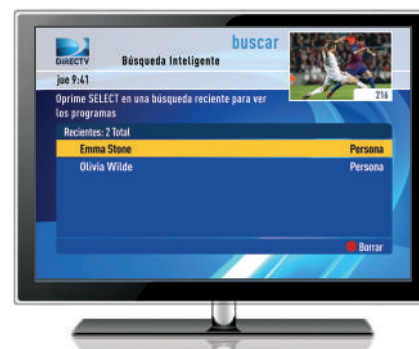 buscar
DIRECTV
Búsqueda Inteligente
jue 9:41
216
Oprime SELECT en una búsqueda reciente para ver
los programas
Recientes: 2 Total
Emma Stone Persona
Olivia Wilde Persona
Borrar